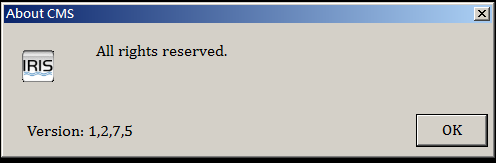 About CMS
All rights reserved.
IRIS
Version: 1,2,7,5
OK